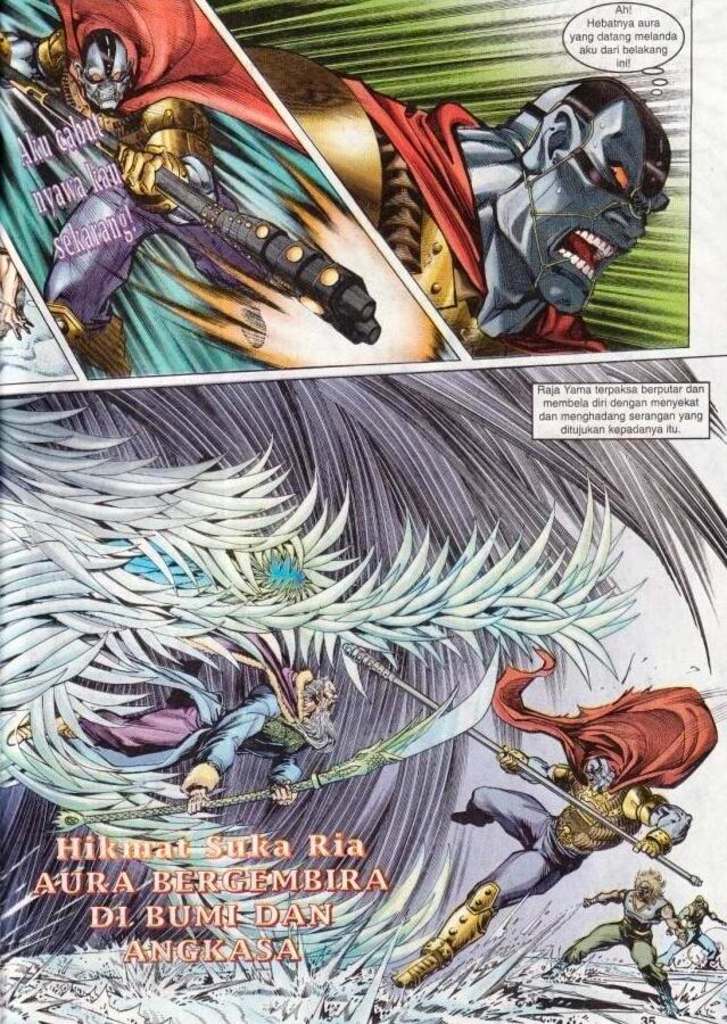 Aku cabut
nyawa kau
sekarang!
Ah!
Hebatnya aura
yang datang melanda
aku dari belakang
ini!
Raja Yama terpaksa berputar dan
membela diri dengan menyekat
dan menghadang serangan yang
ditujukan kepadanya itu.
Hikmat Suka Ria
AURA BERGEMBIRA
DI BUMI DAN
ANGKASA
35